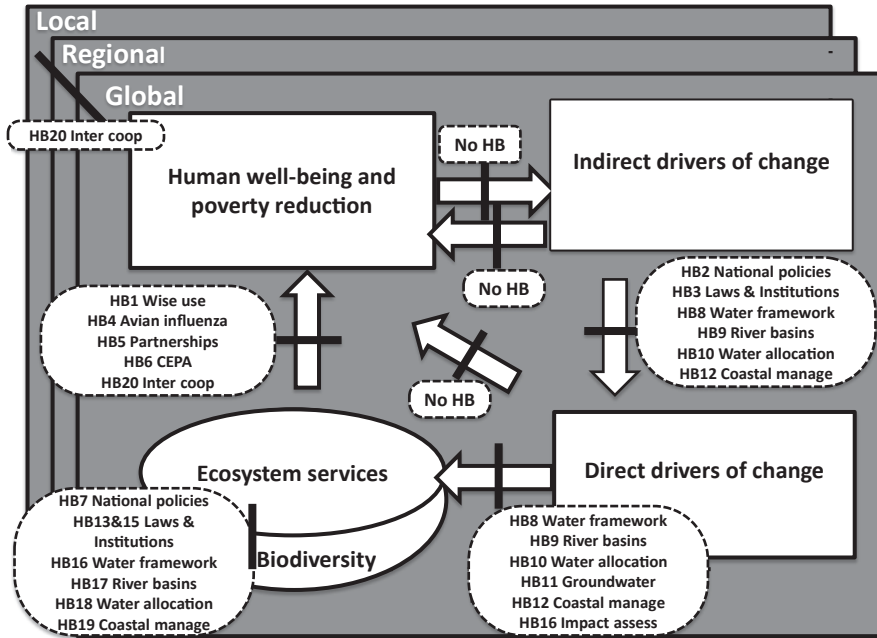 Local
Regional
Global
HB20 Inter coop
Human well-being and
poverty reduction
No HB
No HB
Indirect drivers of change
HB1 Wise use
HB4 Avian influenza
HB5 Partnerships
HB6 CEPA
HB20 Inter coop
HB2 National policies
HB3 Laws & Institutions
HB8 Water framework
HB9 River basins
HB10 Water allocation
HB12 Coastal manage
No HB
Ecosystem services
Biodiversity
Direct drivers of change
HB7 National policies
HB13&15 Laws &
Institutions
HB16 Water framework
HB17 River basins
HB18 Water allocation
HB19 Coastal manage
HB8 Water framework
HB9 River basins
HB10 Water allocation
HB11 Groundwater
HB12 Coastal manage
HB16 Impact assess